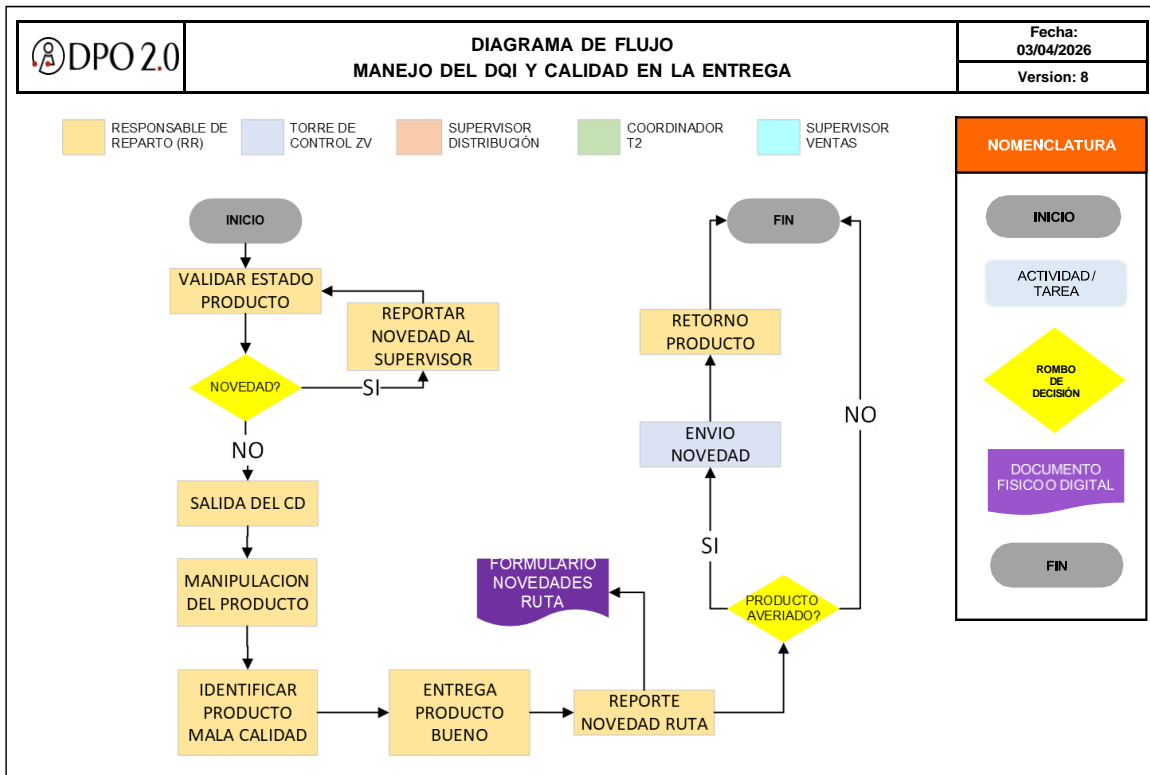 DPO 2.0
DIAGRAMA DE FLUJO
MANEJO DEL DQI Y CALIDAD EN LA ENTREGA
Fecha:
03/04/2026
Version: 8
RESPONSABLE DE
REPARTO (RR)
TORRE DE
CONTROL ZV
SUPERVISOR
DISTRIBUCIÓN
COORDINADOR
T2
SUPERVISOR
VENTAS
NOMENCLATURA
INICIO
ACTIVIDAD /
TAREA
ROMBO
DE
DECISIÓN
DOCUMENTO
FISICO O DIGITAL
FIN
INICIO
VALIDAR ESTADO
PRODUCTO
REPORTAR
NOVEDAD AL
SUPERVISOR
NOVEDAD?
SI
NO
SALIDA DEL CD
MANIPULACION
DEL PRODUCTO
IDENTIFICAR
PRODUCTO
MALA CALIDAD
ENTREGA
PRODUCTO
BUENO
REPORTE
NOVEDAD RUTA
FORMULARIO
NOVEDADES
RUTA
PRODUCTO
AVERIADO?
SI
NO
ENVIO
NOVEDAD
RETORNO
PRODUCTO
FIN